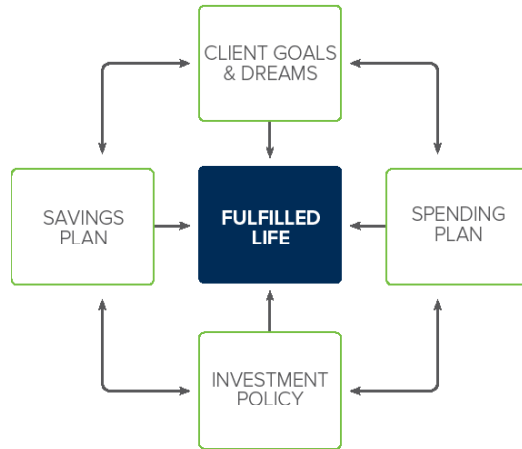 CLIENT GOALS
& DREAMS
SAVINGS
PLAN
FULFILLED
LIFE
SPENDING
PLAN
INVESTMENT
POLICY